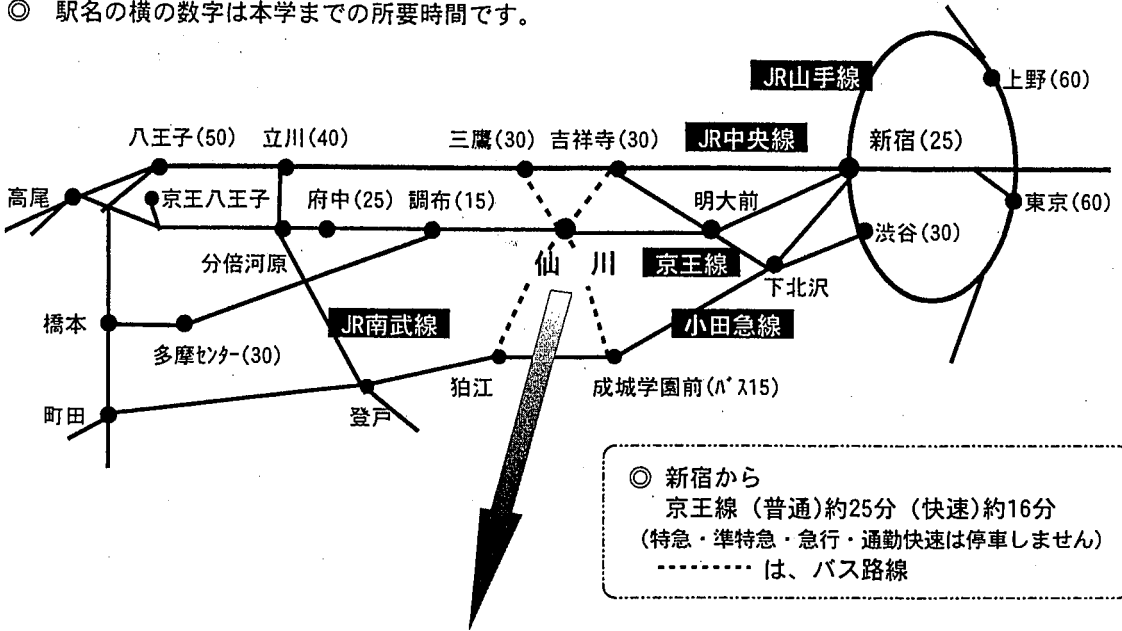 ◎ 駅名の横の数字は本学までの所要時間です。
JR山手線
上野(60)
八王子(50)
立川(40)
三鷹(30)
吉祥寺(30)
JR中央線
新宿(25)
高尾
京王八王子
府中(25)
調布(15)
明大前
東京(60)
渋谷(30)
分倍河原
仙川
京王線
下北沢
橋本
JR南武線
小田急線
多摩センター(30)
狛江
成城学園前(バス15)
町田
登戸
◎ 新宿から
京王線 (普通)約25分 (快速)約16分
(特急・準特急・急行・通勤快速は停車しません)
は、バス路線